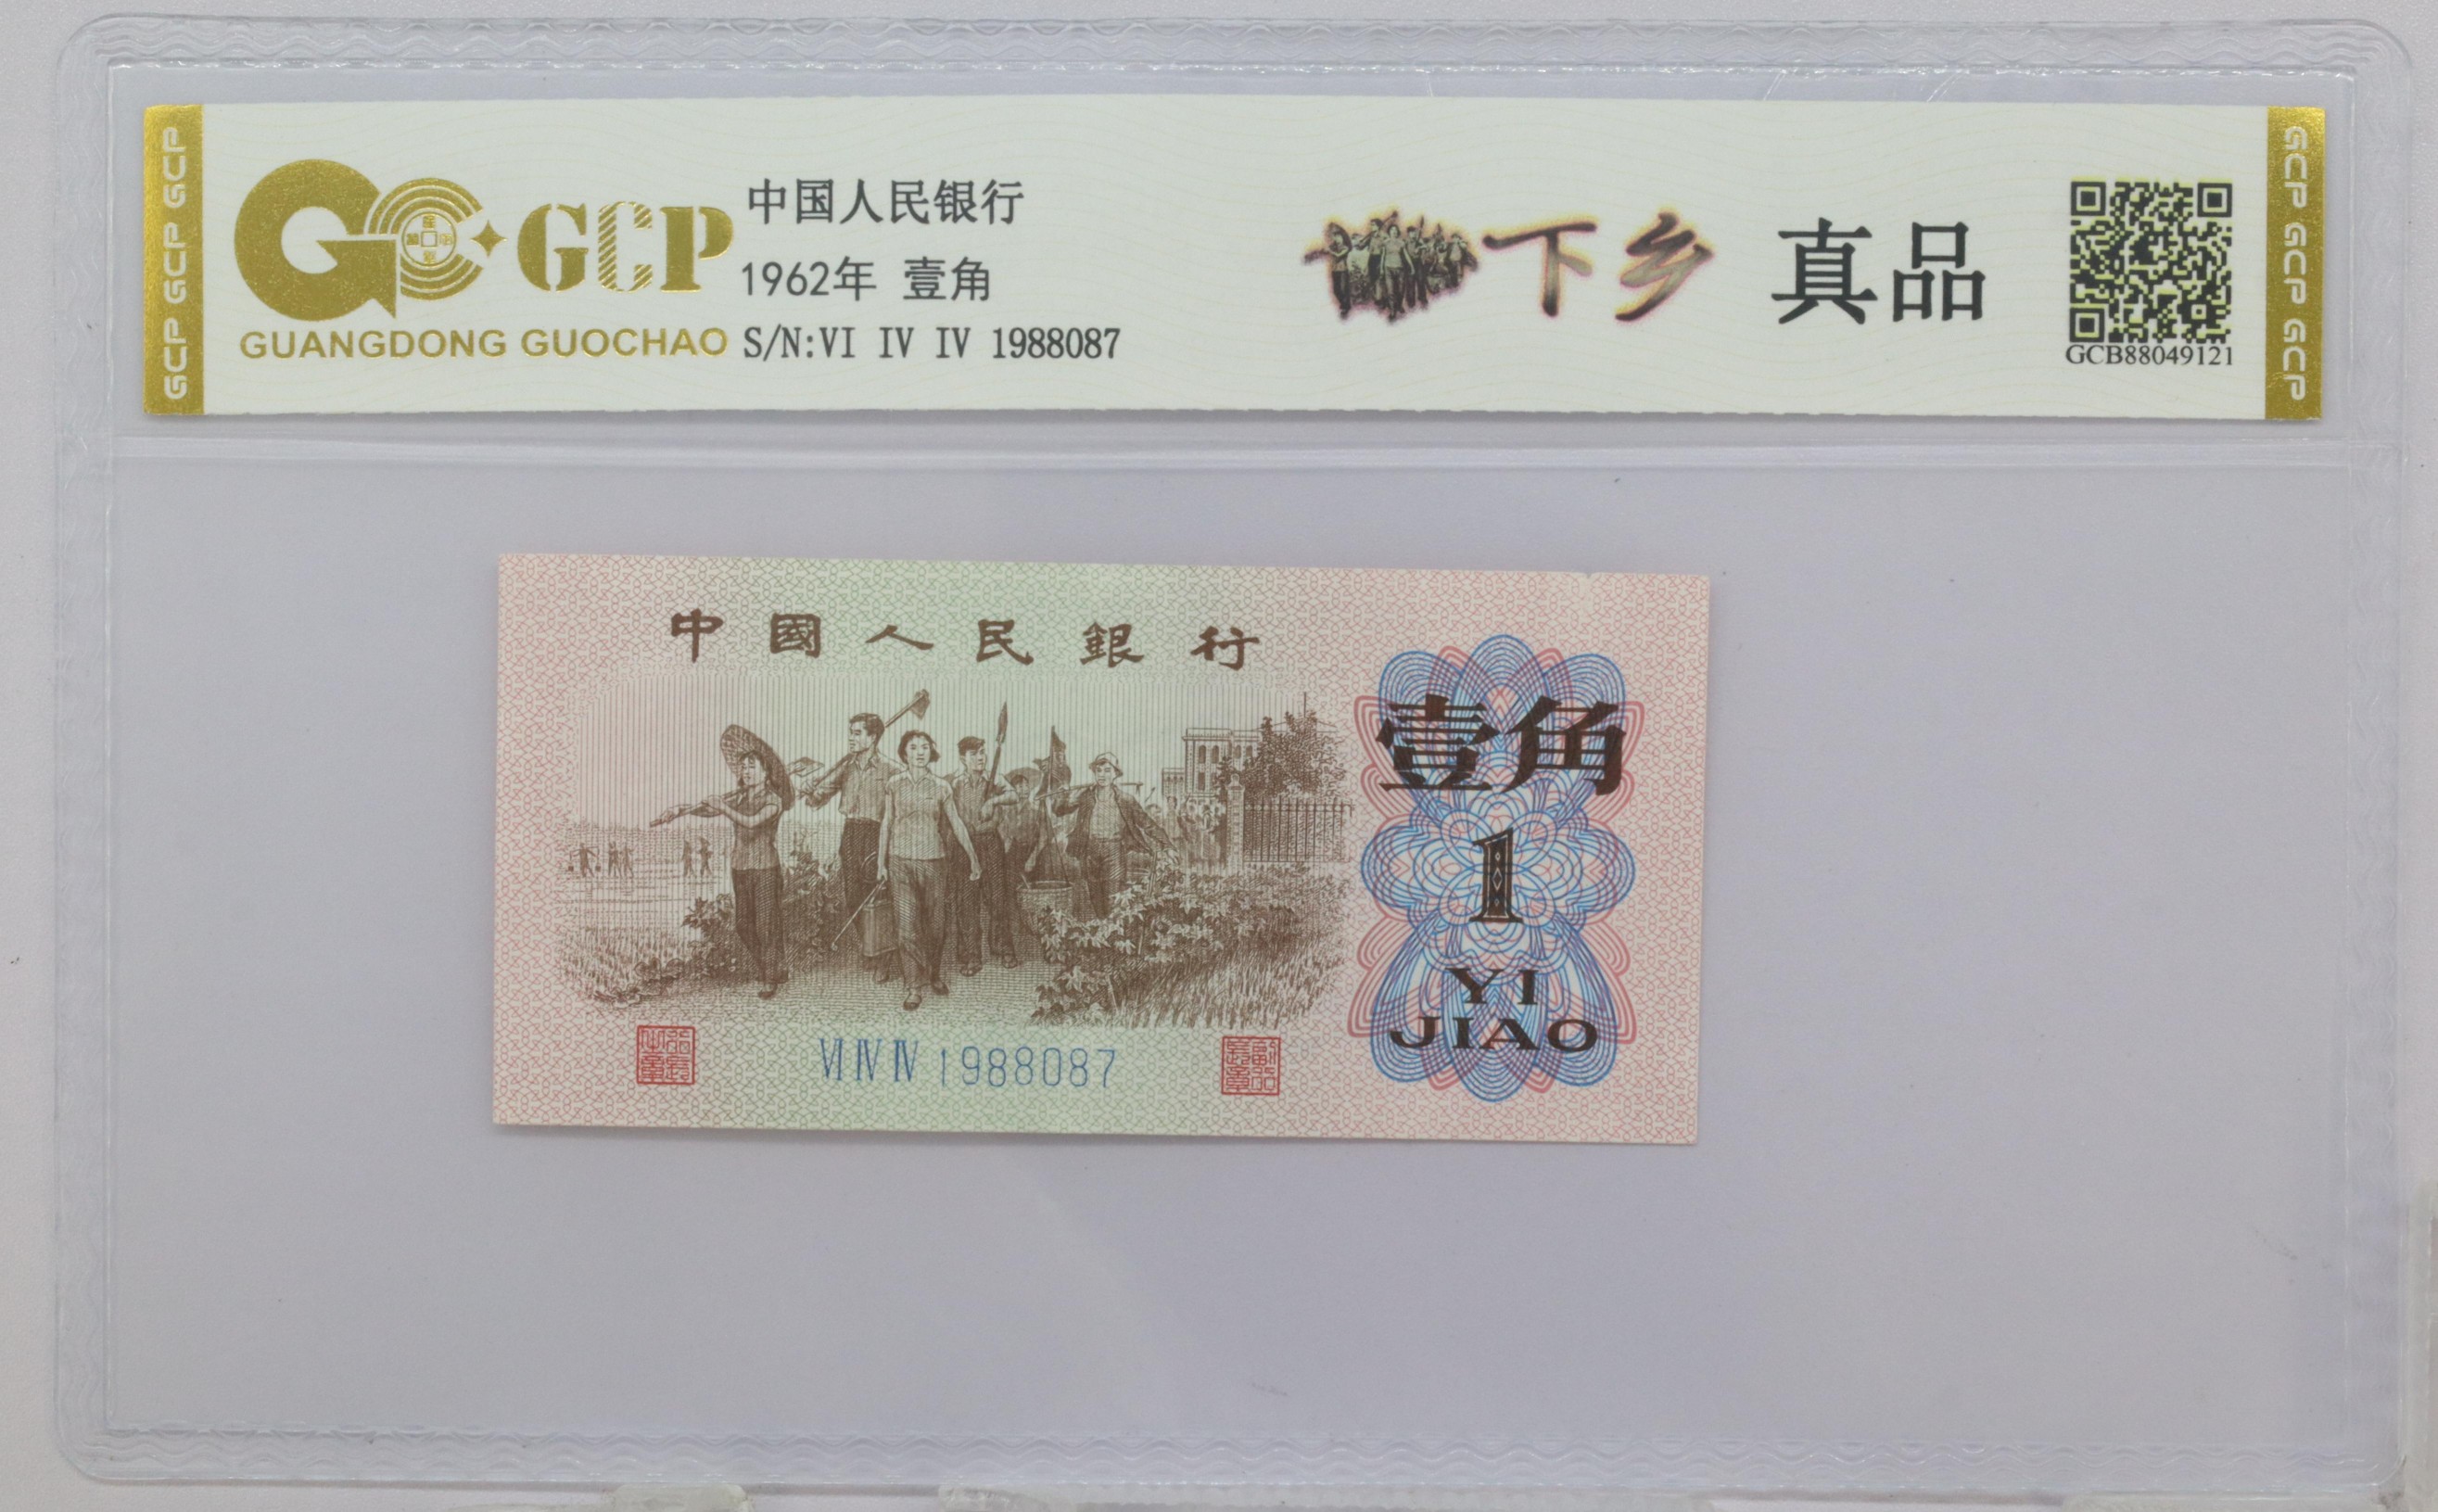 GCP GCP GCP
GCP
GUANGDONG GUOCHAO
中国人民银行
1962年 壹角
S/N:VI IV IV 1988087
下乡 真品
GCB88049121
GCP GCP GCP
中國人民銀行
壹角
1
YI
JIAO
VI IV IV 1988087